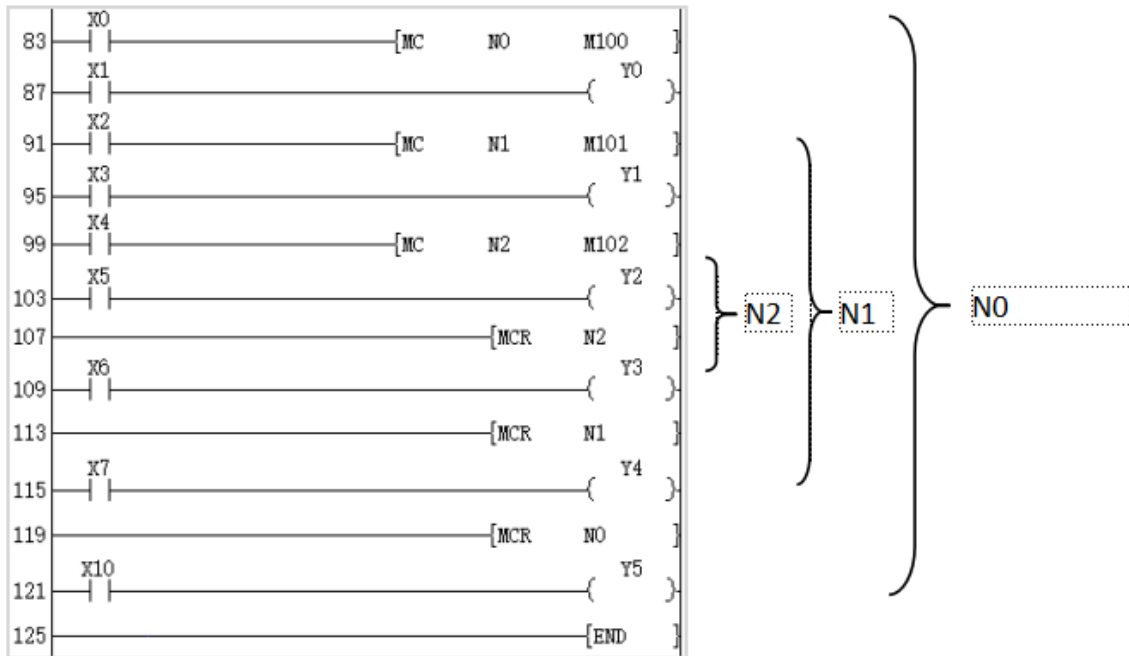 X0
83 [MC N0 M100 ]
X1 Y0
87 ( )
X2
91 [MC N1 M101 ]
X3 Y1
95 ( )
X4
99 [MC N2 M102 ]
X5 Y2
103 ( )
107 [MCR N2 ]
X6 Y3
109 ( )
113 [MCR N1 ]
X7 Y4
115 ( )
119 [MCR N0 ]
X10 Y5
121 ( )
125 [END ]
N2
N1
N0